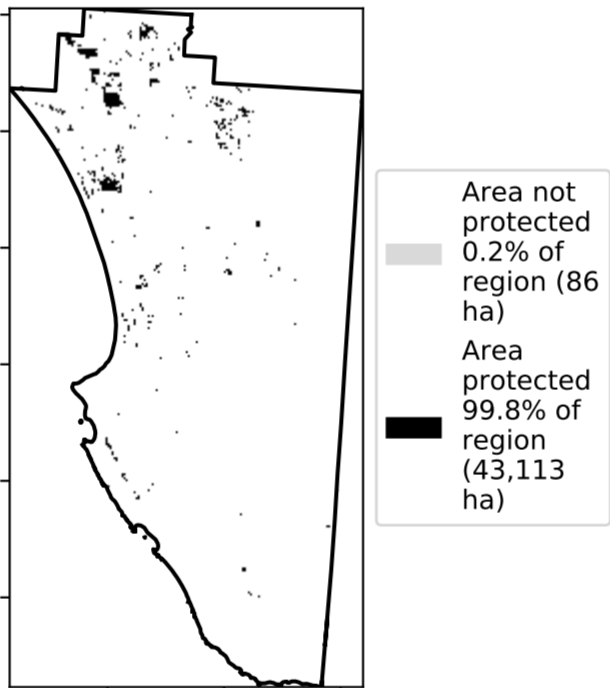 Area not
protected
0.2% of
region (86
ha)
Area
protected
99.8% of
region
(43,113
ha)